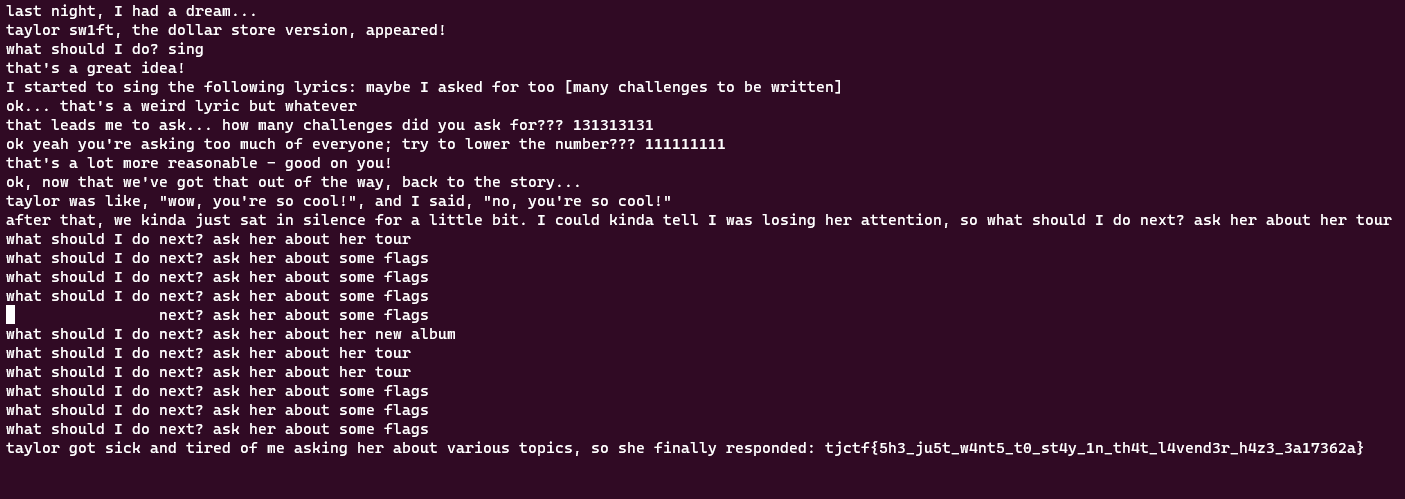 last night, I had a dream...
taylor sw1ft, the dollar store version, appeared!
what should I do? sing
that's a great idea!
I started to sing the following lyrics: maybe I asked for too [many challenges to be written]
ok... that's a weird lyric but whatever
that leads me to ask... how many challenges did you ask for??? 131313131
ok yeah you're asking too much of everyone; try to lower the number??? 111111111
that's a lot more reasonable - good on you!
ok, now that we've got that out of the way, back to the story...
taylor was like, "wow, you're so cool!", and I said, "no, you're so cool!"
after that, we kinda just sat in silence for a little bit. I could kinda tell I was losing her attention, so what should I do next? ask her about her tour
what should I do next? ask her about her tour
what should I do next? ask her about some flags
what should I do next? ask her about some flags
what should I do next? ask her about some flags
next? ask her about some flags
what should I do next? ask her about her new album
what should I do next? ask her about her tour
what should I do next? ask her about her tour
what should I do next? ask her about some flags
what should I do next? ask her about some flags
what should I do next? ask her about some flags
taylor got sick and tired of me asking her about various topics, so she finally responded: tjctf{5h3_ju5t_w4nt5_t0_st4y_1n_th4t_l4vend3r_h4z3_3a17362a}